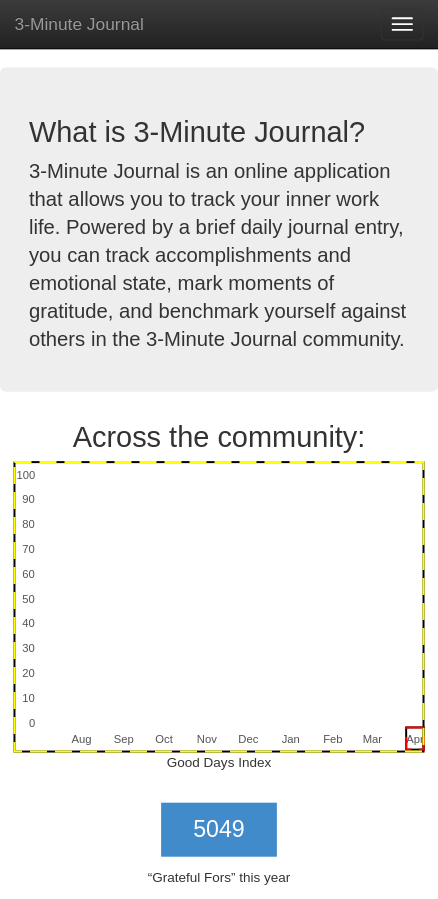 3-Minute Journal
What is 3-Minute Journal?
3-Minute Journal is an online application
that allows you to track your inner work
life. Powered by a brief daily journal entry,
you can track accomplishments and
emotional state, mark moments of
gratitude, and benchmark yourself against
others in the 3-Minute Journal community.
Across the community:
100
90
80
70
60
50
40
30
20
10
0
Aug Sep Oct Nov Dec Jan Feb Mar Apr
Good Days Index
5049
“Grateful Fors” this year